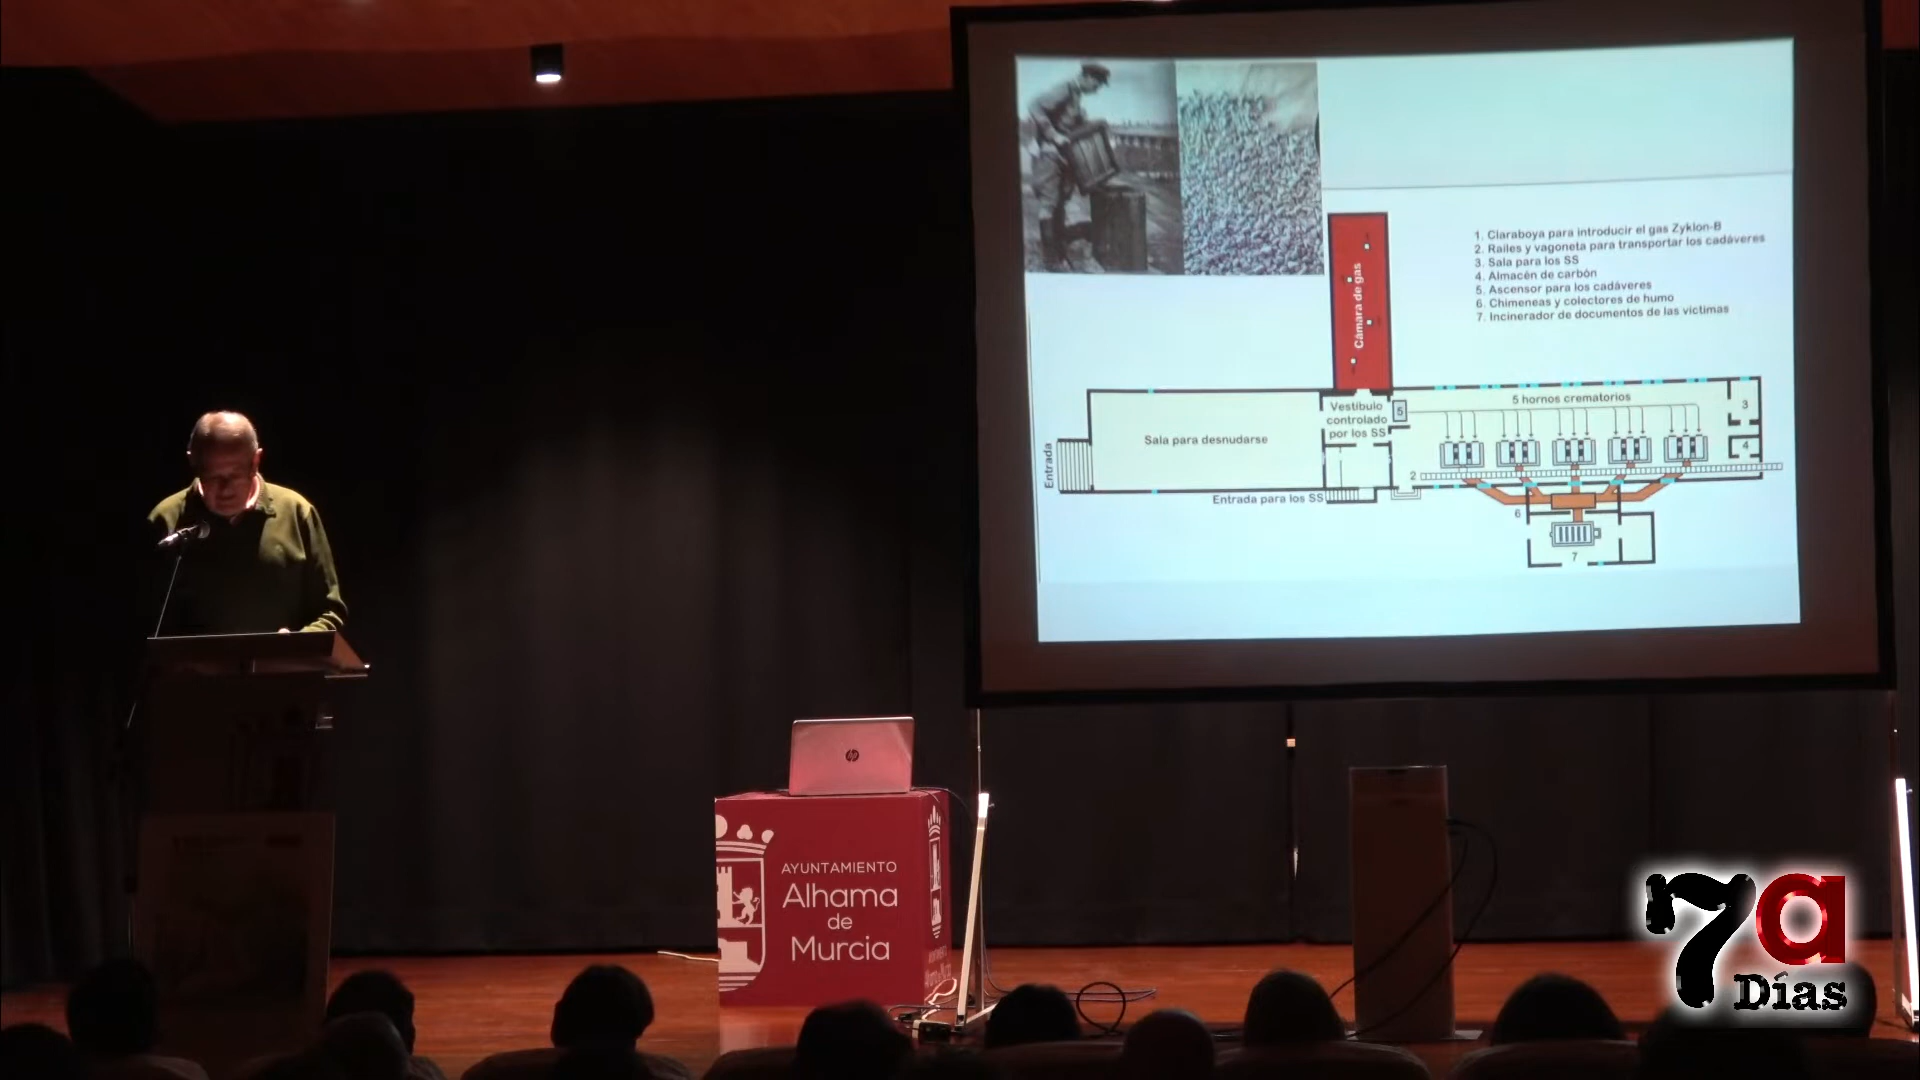 1. Claraboya para introducir el gas Zyklon-B
2. Railes y vagoneta para transportar los cadáveres
3. Sala para los SS
4. Almacén de carbón
5. Ascensor para los cadáveres
6. Chimeneas y colectores de humo
7. Incinerador de documentos de las víctimas
Cámara de gas
5 hornos crematorios
Vestíbulo
controlado
por los SS
5
3
4
Sala para desnudarse
Entrada
2
Entrada para los SS
6
7
hp
AYUNTAMIENTO
Alhama
de
Murcia
7a
Días